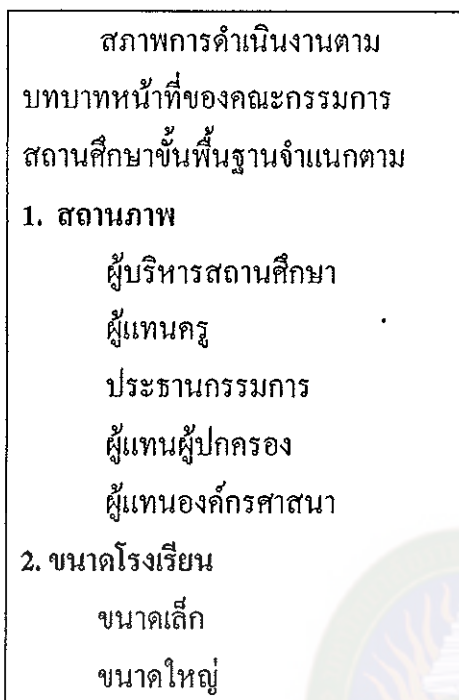 สภาพการดำเนินงานตาม
บทบาทหน้าที่ของคณะกรรมการ
สถานศึกษาขั้นพื้นฐานจำแนกตาม
1. สถานภาพ
ผู้บริหารสถานศึกษา
ผู้แทนครู
ประธานกรรมการ
ผู้แทนผู้ปกครอง
ผู้แทนองค์กรศาสนา
2. ขนาดโรงเรียน
ขนาดเล็ก
ขนาดใหญ่